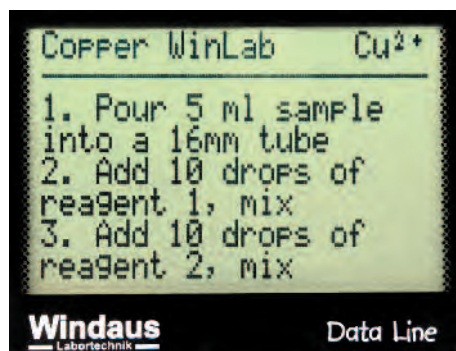 Copper WinLab Cu²⁺
1. Pour 5 ml sample
into a 16mm tube
2. Add 10 drops of
reagent 1, mix
3. Add 10 drops of
reagent 2, mix
Windaus Data Line
Labortechnik